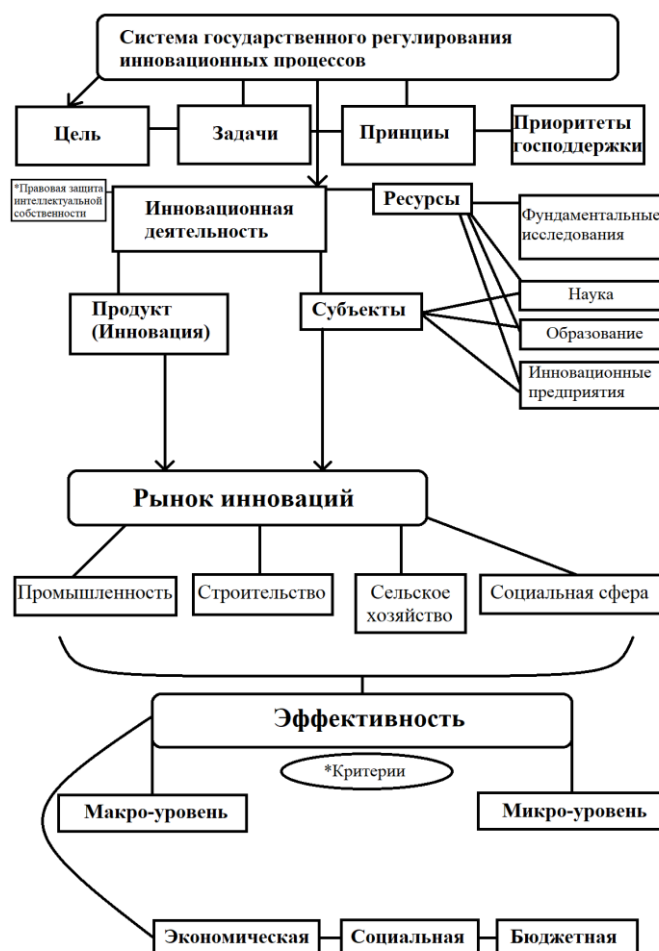 Система государственного регулирования
инновационных процессов
Цель
Задачи
Принциы
Приоритеты
господдержки
*Правовая защита
интеллектуальной
собственности
Инновационная
деятельность
Ресурсы
Фундаментальные
исследования
Наука
Образование
Инновационные
предприятия
Продукт
(Инновация)
Субъекты
Рынок инноваций
Промышленность
Строительство
Сельское
хозяйство
Социальная сфера
Эффективность
*Критерии
Макро-уровень
Микро-уровень
Экономическая
Социальная
Бюджетная